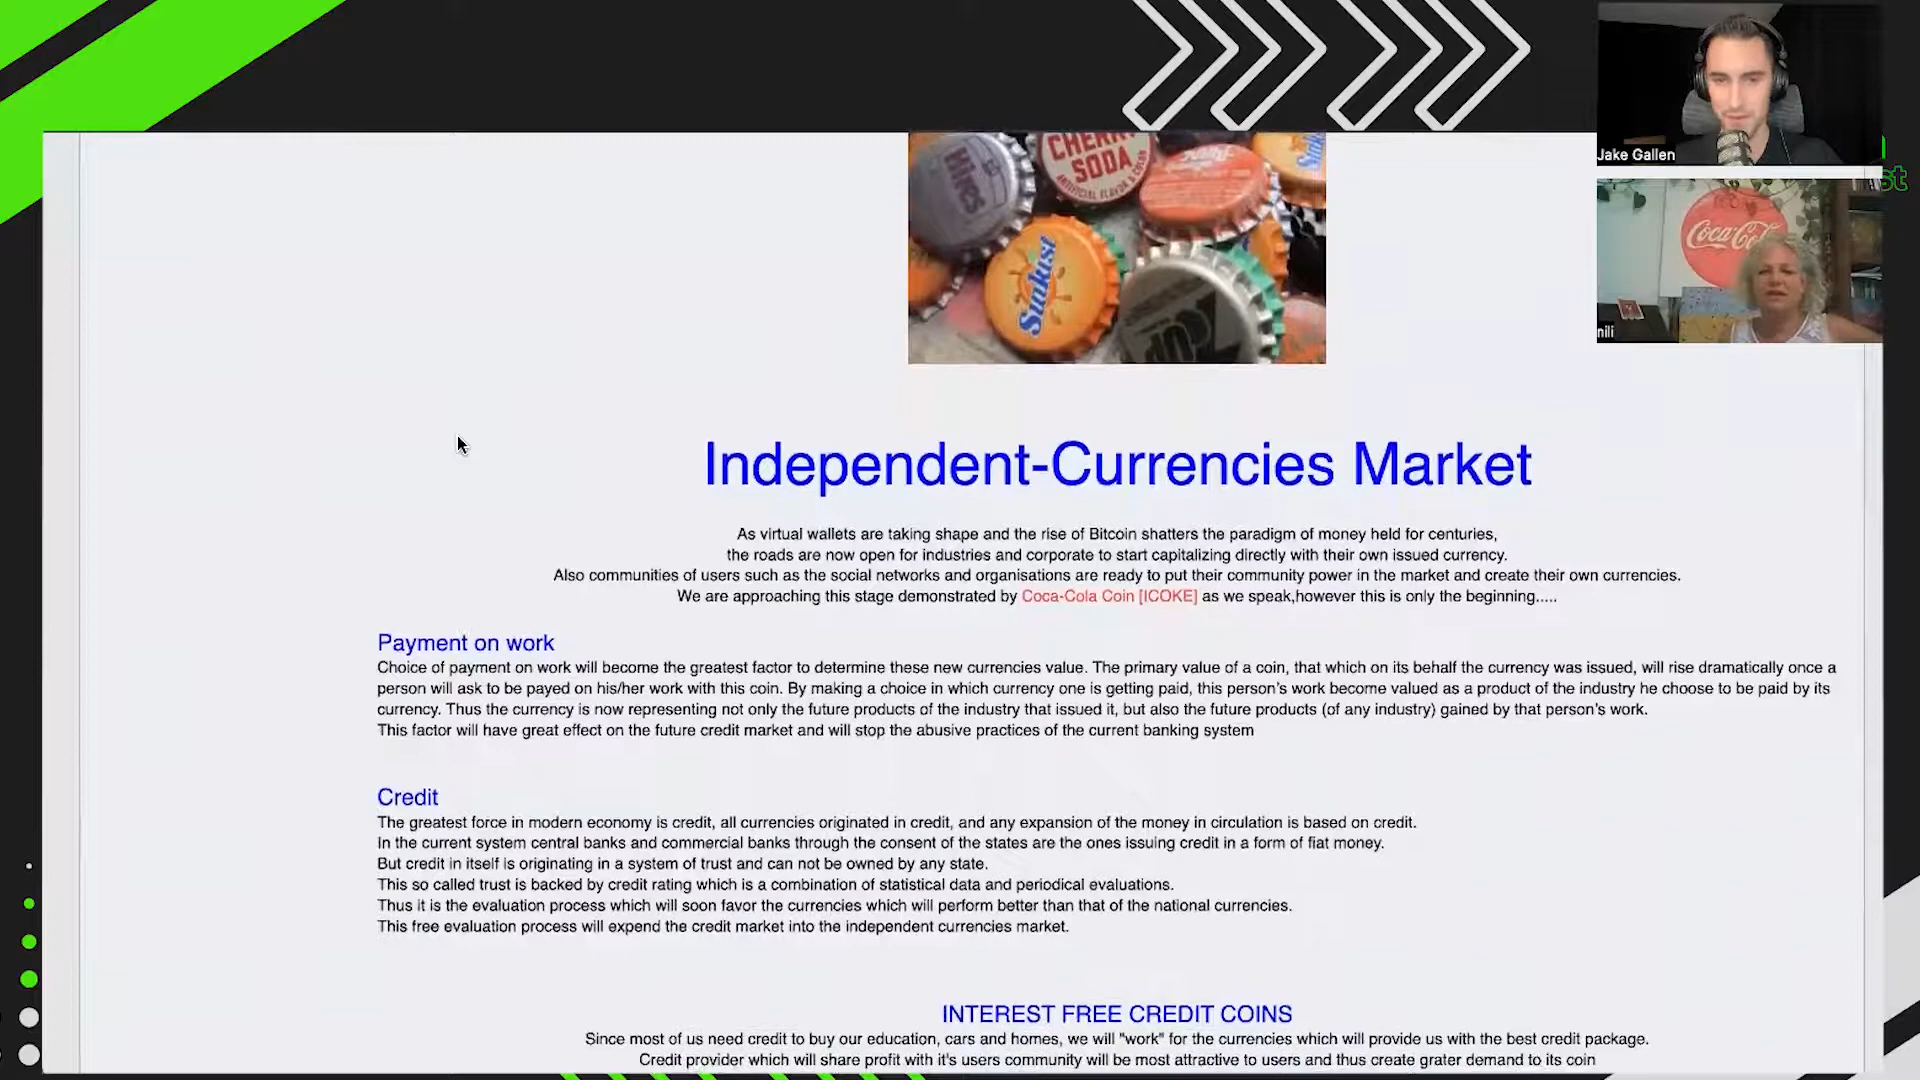 Hires
CHERRY
SODA
ARTIFICIAL FLAVOR & COLOR
Sunkist
7UP
Jake Gallen
st
Coca-Cola
nili
Independent-Currencies Market
As virtual wallets are taking shape and the rise of Bitcoin shatters the paradigm of money held for centuries,
the roads are now open for industries and corporate to start capitalizing directly with their own issued currency.
Also communities of users such as the social networks and organisations are ready to put their community power in the market and create their own currencies.
We are approaching this stage demonstrated by Coca-Cola Coin [ICOKE] as we speak,however this is only the beginning.....
Payment on work
Choice of payment on work will become the greatest factor to determine these new currencies value. The primary value of a coin, that which on its behalf the currency was issued, will rise dramatically once a
person will ask to be payed on his/her work with this coin. By making a choice in which currency one is getting paid, this person's work become valued as a product of the industry he choose to be paid by its
currency. Thus the currency is now representing not only the future products of the industry that issued it, but also the future products (of any industry) gained by that person's work.
This factor will have great effect on the future credit market and will stop the abusive practices of the current banking system
Credit
The greatest force in modern economy is credit, all currencies originated in credit, and any expansion of the money in circulation is based on credit.
In the current system central banks and commercial banks through the consent of the states are the ones issuing credit in a form of fiat money.
But credit in itself is originating in a system of trust and can not be owned by any state.
This so called trust is backed by credit rating which is a combination of statistical data and periodical evaluations.
Thus it is the evaluation process which will soon favor the currencies which will perform better than that of the national currencies.
This free evaluation process will expend the credit market into the independent currencies market.
INTEREST FREE CREDIT COINS
Since most of us need credit to buy our education, cars and homes, we will "work" for the currencies which will provide us with the best credit package.
Credit provider which will share profit with it's users community will be most attractive to users and thus create grater demand to its coin